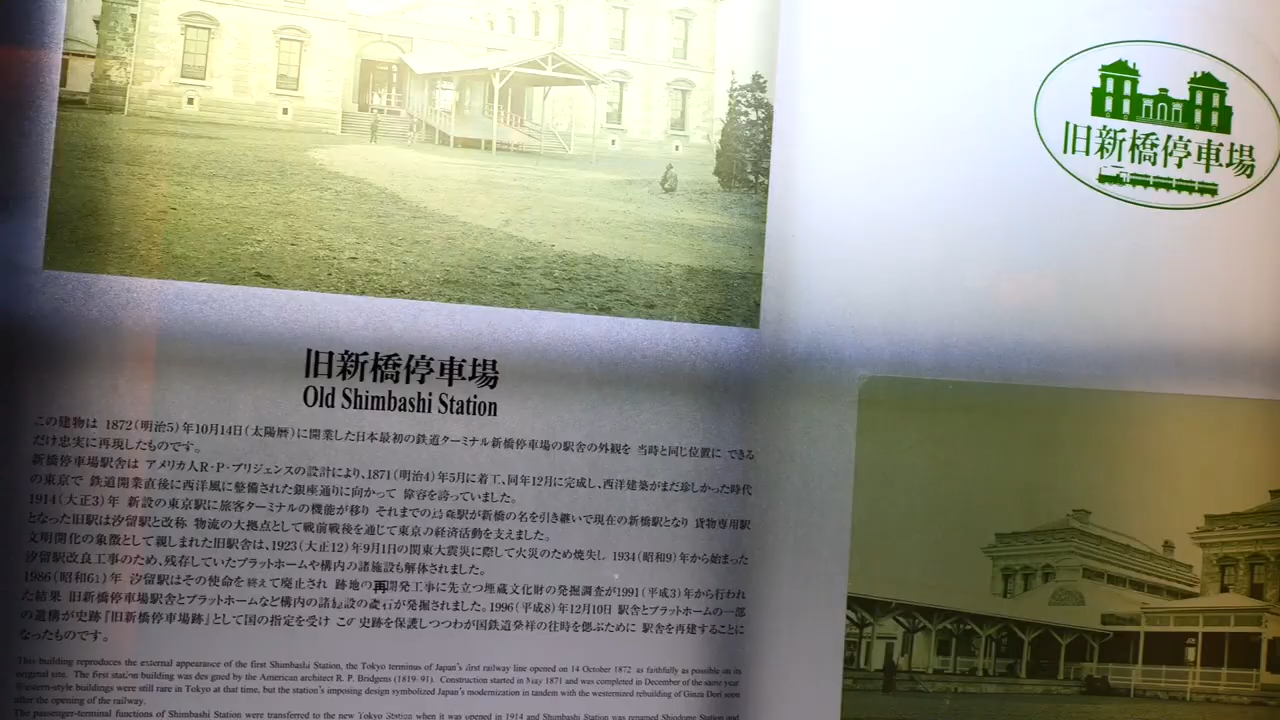 旧新橋停車場
旧新橋停車場
Old Shimbashi Station
この建物は 1872(明治5)年10月14日(太陽暦)に開業した日本最初の鉄道ターミナル新橋停車場の駅舎の外観を 当時と同じ位置に できる
だけ忠実に再現したものです。
新橋停車場駅舎は アメリカ人R・P・ブリジェンスの設計により、1871(明治4)年5月に着工、同年12月に完成し、西洋建築がまだ珍しかった時代
の東京で 鉄道開業直後に西洋風に整備された銀座通りに向かって 偉容を誇っていました。
1914(大正3)年 新設の東京駅に旅客ターミナルの機能が移り それまでの烏森駅が新橋の名を引き継いで現在の新橋駅となり 貨物専用駅
となった旧駅は汐留駅と改称 物流の大拠点として戦前戦後を通じて東京の経済活動を支えました。
文明開化の象徴として親しまれた旧駅舎は、1923(大正12)年9月1日の関東大震災に際して火災のため焼失し 1934(昭和9)年から始まった
汐留駅改良工事のため、残存していたプラットホームや構内の諸施設も解体されました。
1986(昭和61)年 汐留駅はその使命を終えて廃止され 跡地の再開発工事に先立つ埋蔵文化財の発掘調査が1991(平成3)年から行われ
た結果 旧新橋停車場駅舎とプラットホームなど構内の諸施設の礎石が発掘されました。1996(平成8)年12月10日 駅舎とプラットホームの一部
の遺構が史跡「旧新橋停車場跡」として国の指定を受け この史跡を保護しつつわが国鉄道発祥の往時を偲ぶために 駅舎を再建することに
なったものです。
This building reproduces the external appearance of the first Shimbashi Station, the Tokyo terminus of Japan's first railway line opened on 14 October 1872 as faithfully as possible on its
original site. The first station building was designed by the American architect R. P. Bridgens (1819-91). Construction started in May 1871 and was completed in December of the same year
Western-style buildings were still rare in Tokyo at that time, but the station's imposing design symbolized Japan's modernization in tandem with the westernized rebuilding of Ginza Dori soon
after the opening of the railway.
The passenger-terminal functions of Shimbashi Station were transferred to the new Tokyo Station when it was opened in 1914 and Shimbashi Station was renamed Shiodome Station and